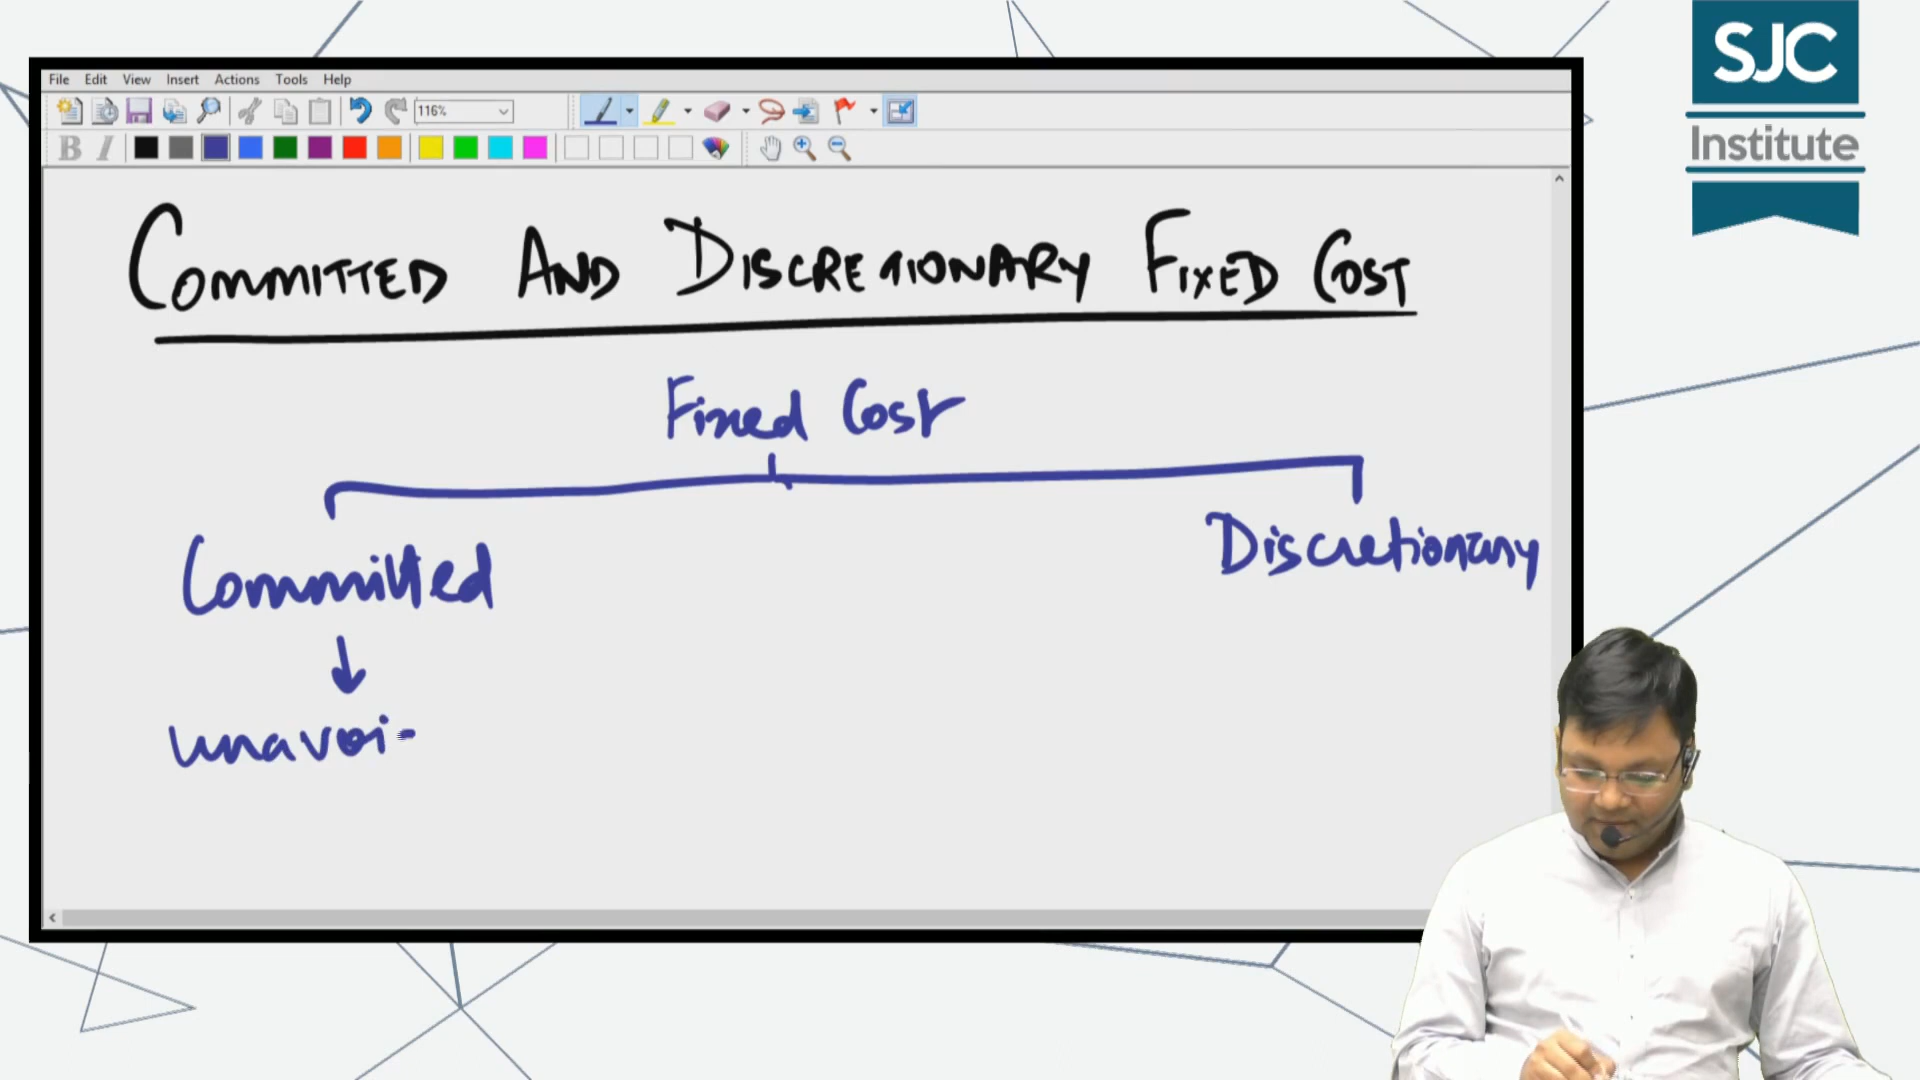 SJC
Institute
File Edit View Insert Actions Tools Help
116%
B I
COMMITTED AND DISCRETIONARY FIXED COST
Fixed Cost
Committed
Discretionary
unavoi-